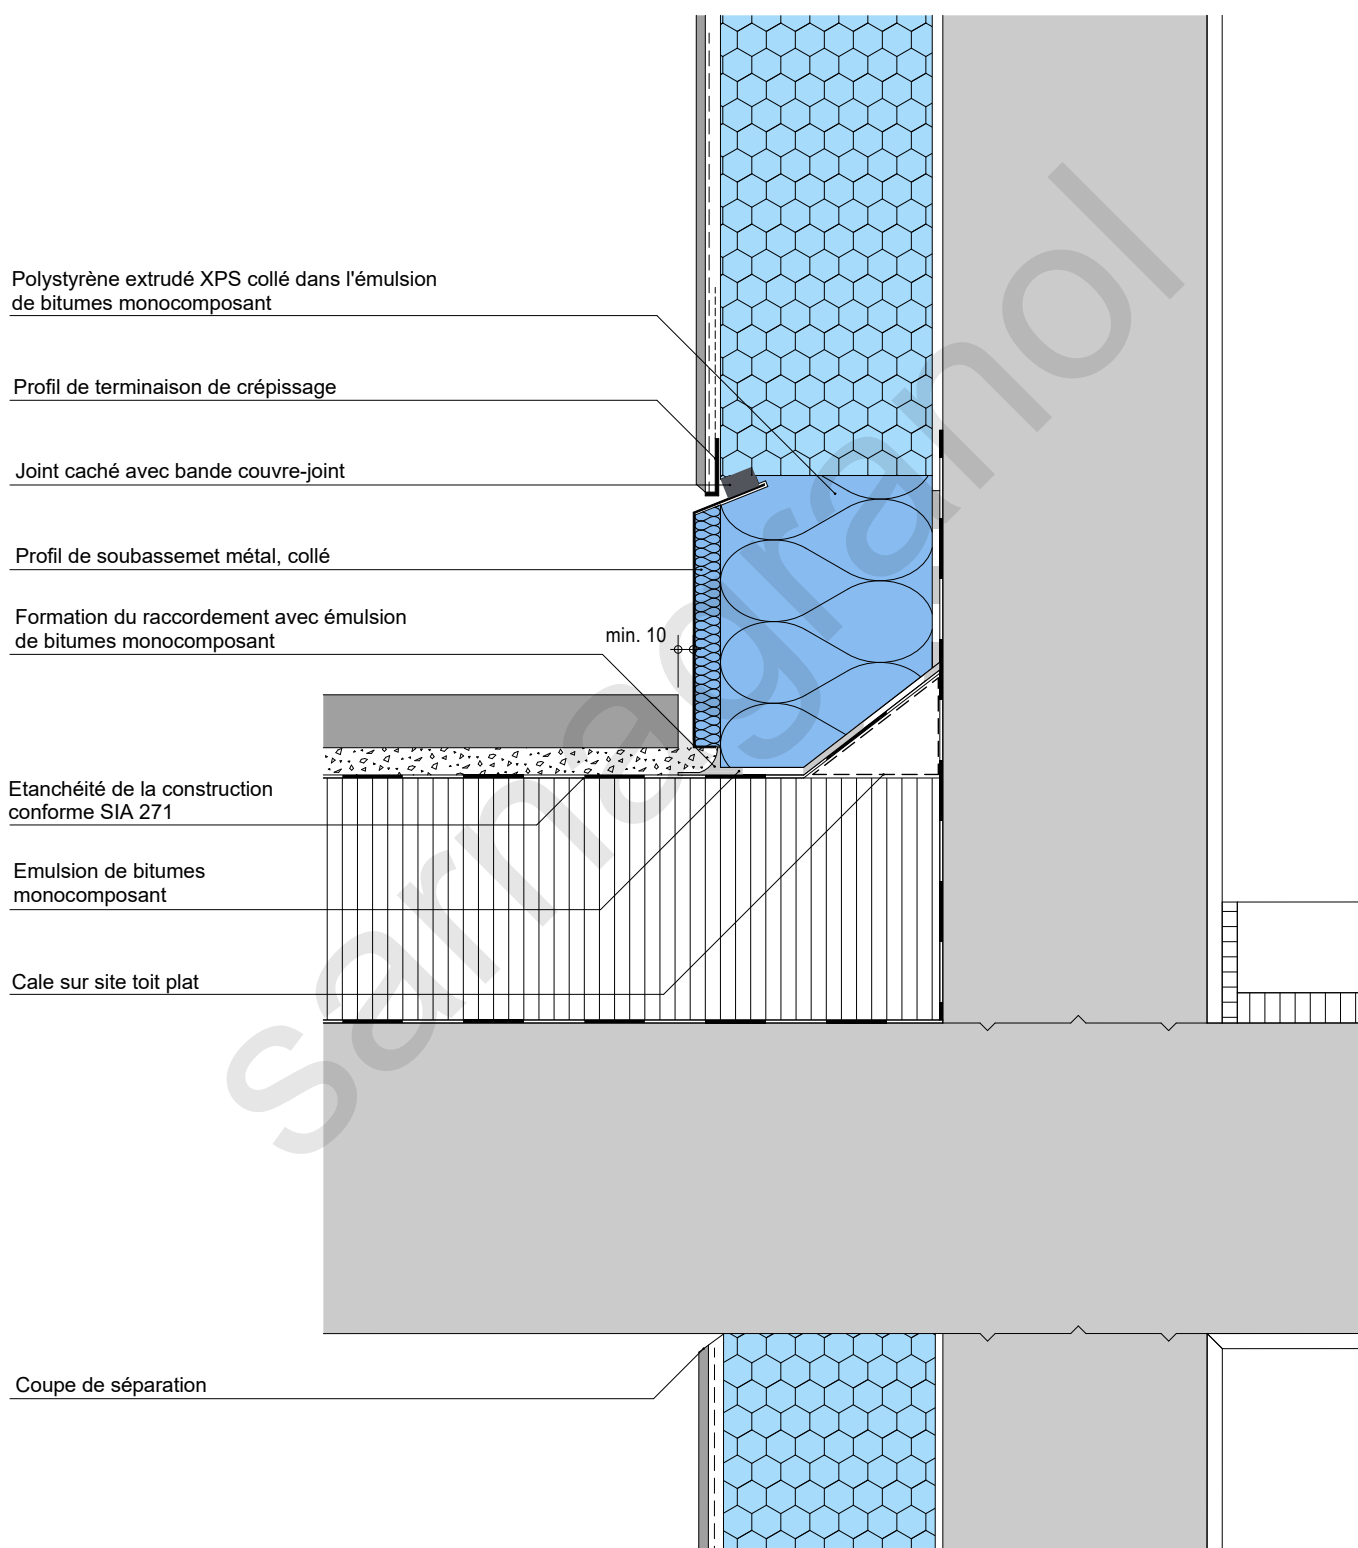 Polystyrène extrudé XPS collé dans l'émulsion
de bitumes monocomposant
Profil de terminaison de crépissage
Joint caché avec bande couvre-joint
Profil de soubassemet métal, collé
Formation du raccordement avec émulsion
de bitumes monocomposant
min. 10
Etanchéité de la construction
conforme SIA 271
Emulsion de bitumes
monocomposant
Cale sur site toit plat
Coupe de séparation
sarnagranol